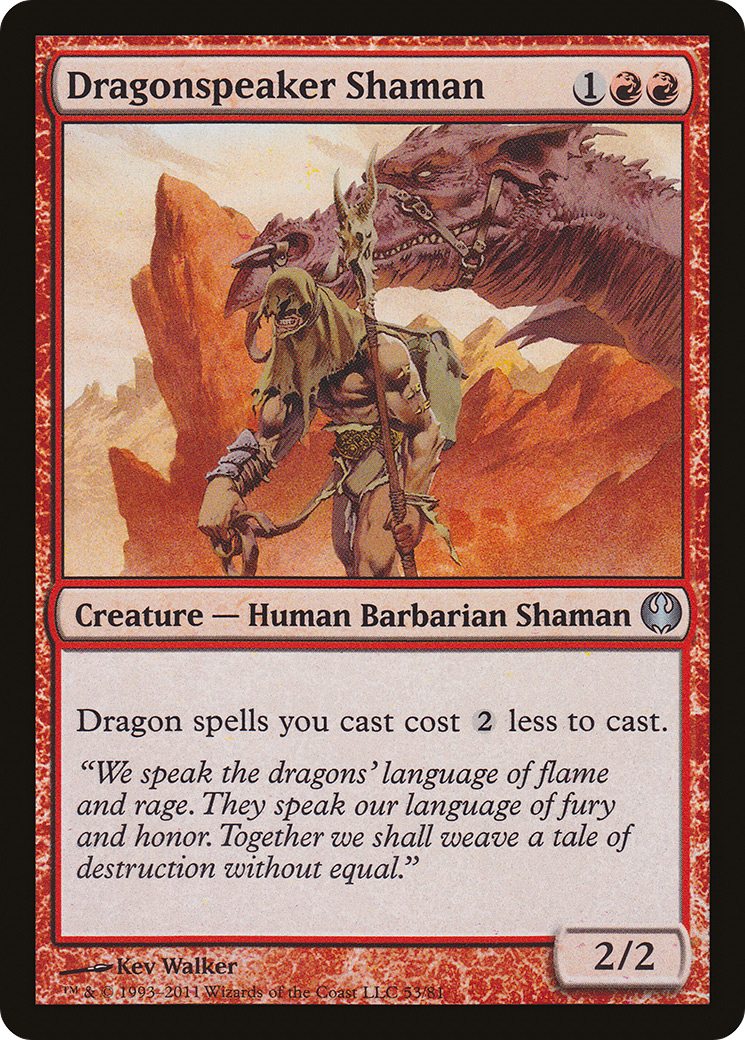 Dragonspeaker Shaman 1
Creature — Human Barbarian Shaman
Dragon spells you cast cost 2 less to cast.
“We speak the dragons’ language of flame
and rage. They speak our language of fury
and honor. Together we shall weave a tale of
destruction without equal.”
2/2
Kev Walker
™ & © 1993–2011 Wizards of the Coast LLC 53/81